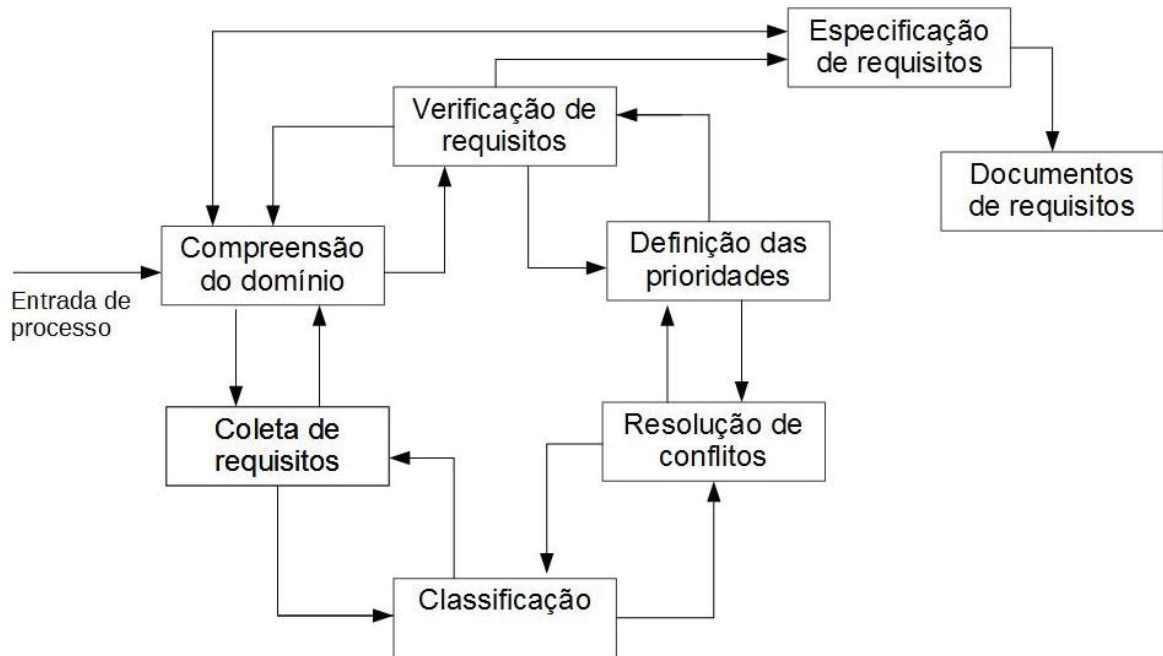 Especificação
de requisitos
Verificação de
requisitos
Documentos
de requisitos
Compreensão
do domínio
Definição das
prioridades
Entrada de
processo
Coleta de
requisitos
Resolução de
conflitos
Classificação